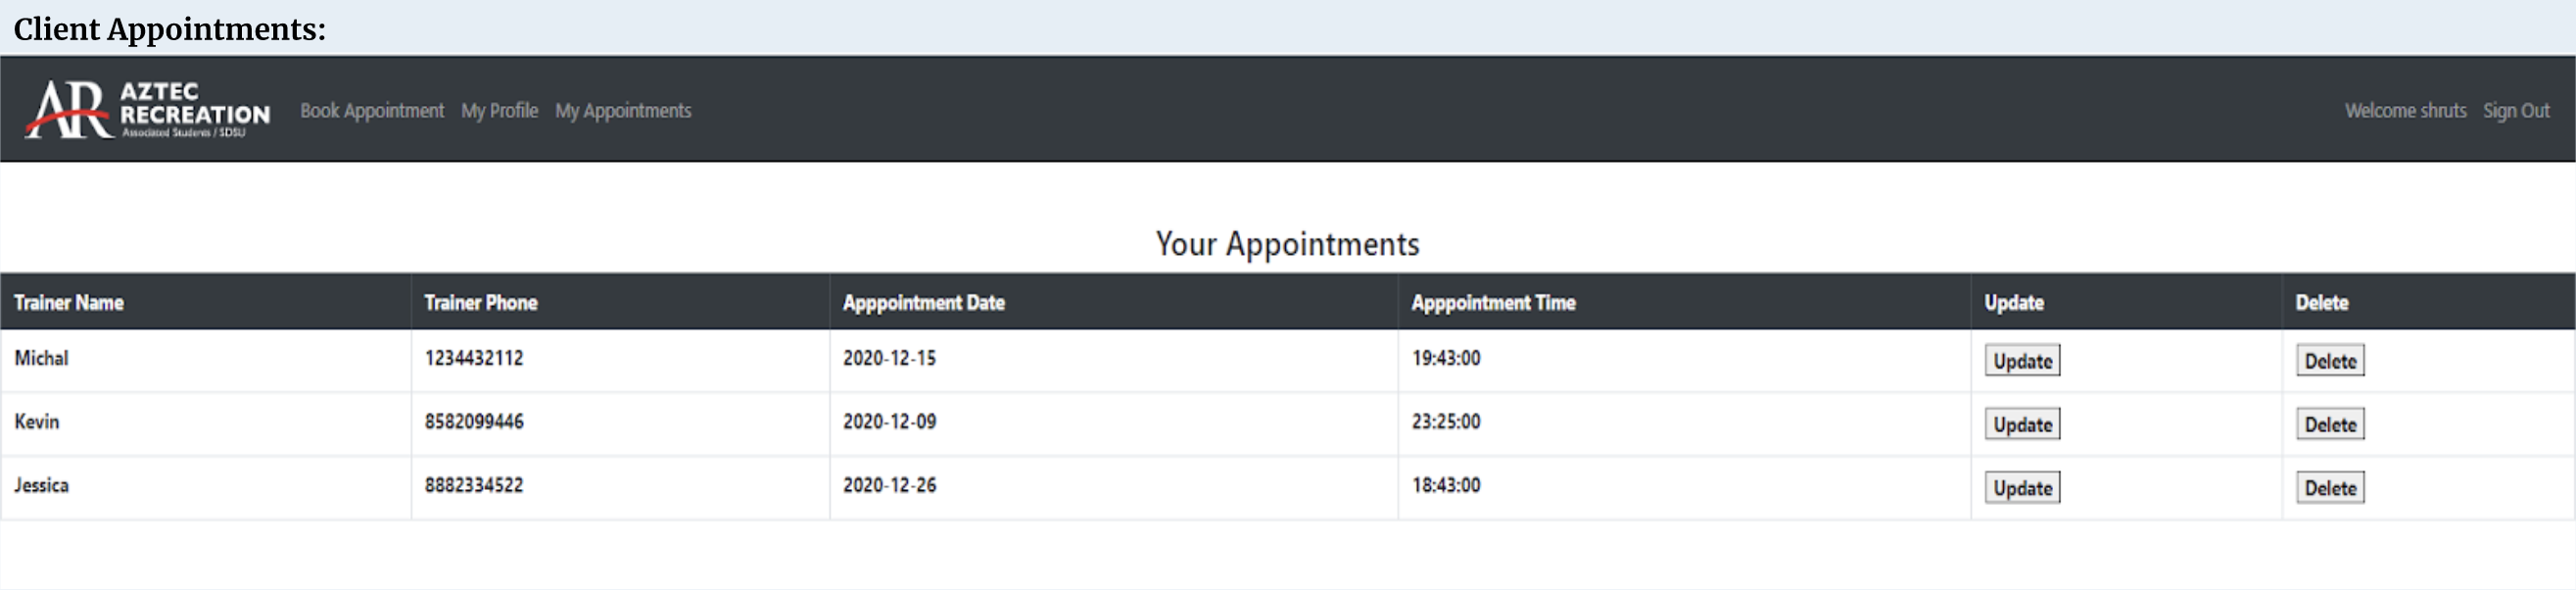 Client Appointments:
AR AZTEC
RECREATION
Associated Students / SDSU
Book Appointment My Profile My Appointments Welcome shruts Sign Out
Your Appointments
Trainer Name Trainer Phone Apppointment Date Apppointment Time Update Delete
Michal 1234432112 2020-12-15 19:43:00 Update Delete
Kevin 8582099446 2020-12-09 23:25:00 Update Delete
Jessica 8882334522 2020-12-26 18:43:00 Update Delete